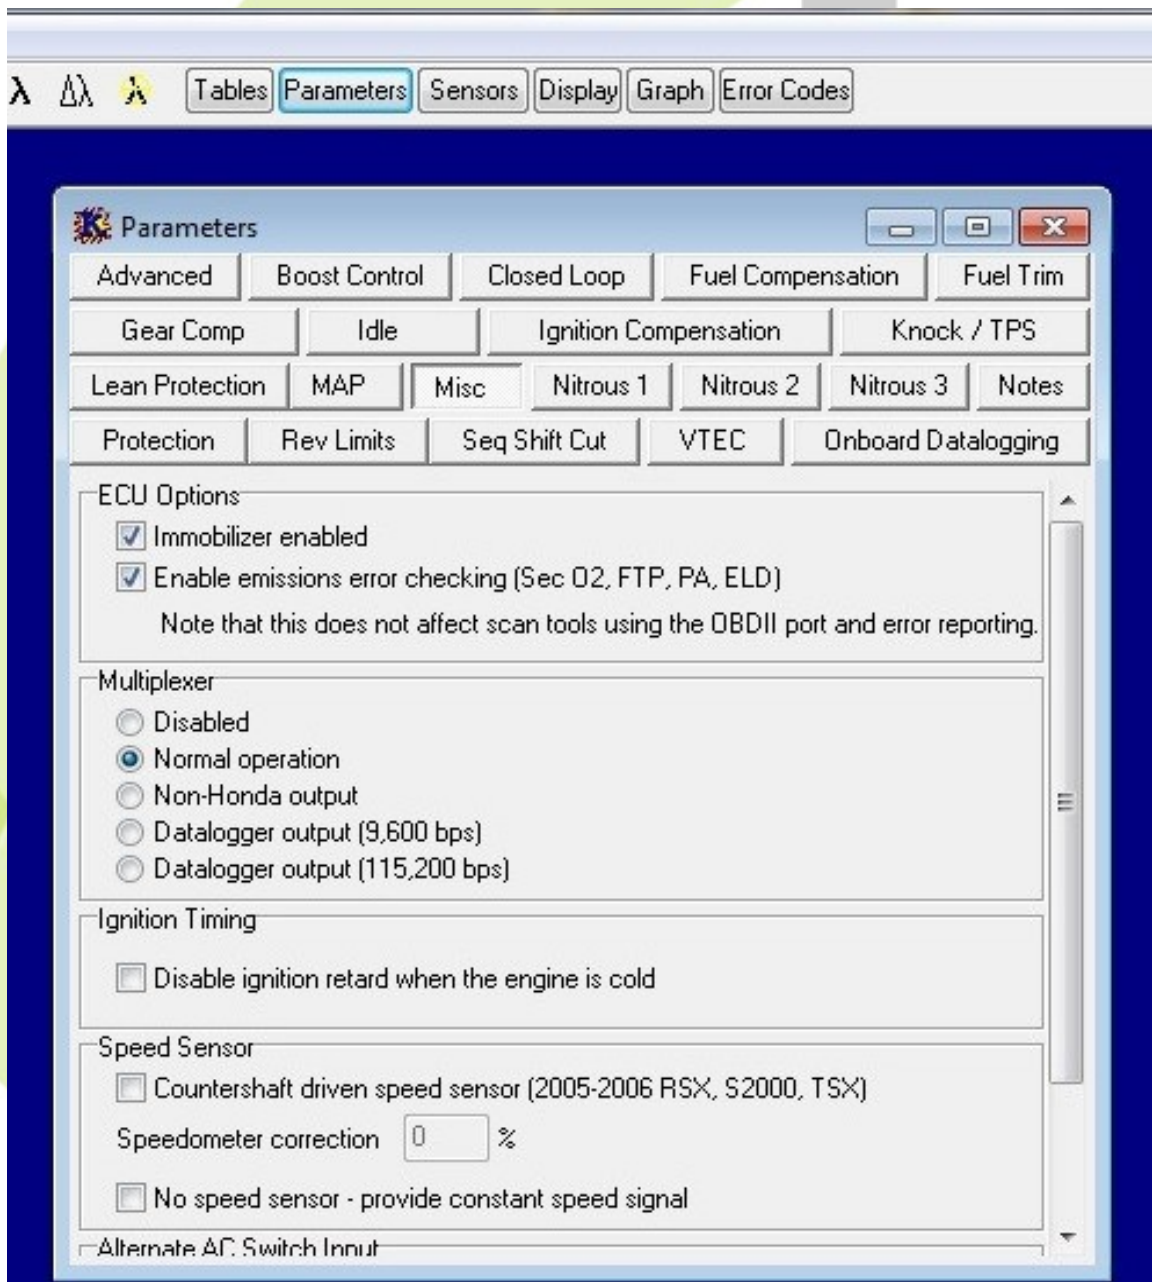 λ Δλ λ Tables Parameters Sensors Display Graph Error Codes
Parameters
Advanced Boost Control Closed Loop Fuel Compensation Fuel Trim
Gear Comp Idle Ignition Compensation Knock / TPS
Lean Protection MAP Misc Nitrous 1 Nitrous 2 Nitrous 3 Notes
Protection Rev Limits Seq Shift Cut VTEC Onboard Datalogging
ECU Options
Immobilizer enabled
Enable emissions error checking (Sec O2, FTP, PA, ELD)
Note that this does not affect scan tools using the OBDII port and error reporting.
Multiplexer
Disabled
Normal operation
Non-Honda output
Datalogger output (9,600 bps)
Datalogger output (115,200 bps)
Ignition Timing
Disable ignition retard when the engine is cold
Speed Sensor
Countershaft driven speed sensor (2005-2006 RSX, S2000, TSX)
Speedometer correction 0 %
No speed sensor - provide constant speed signal
Alternate AC Switch Input